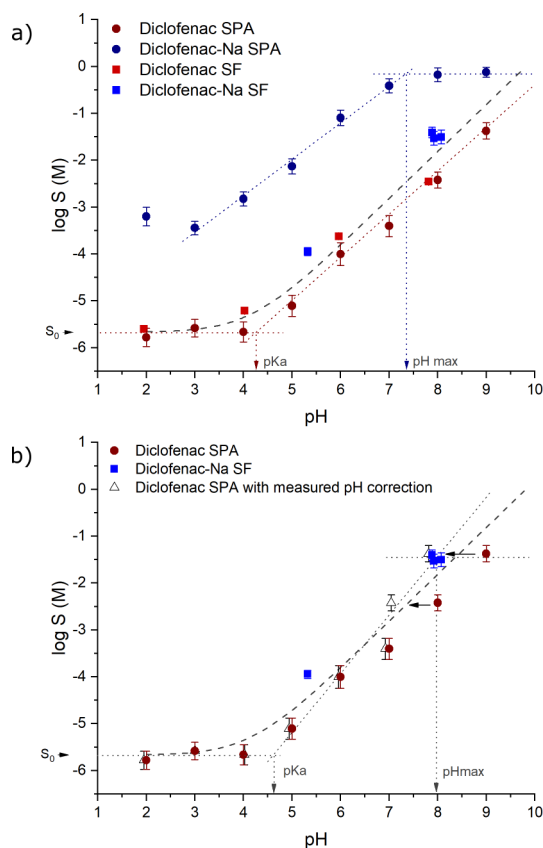 a)
Diclofenac SPA
Diclofenac-Na SPA
Diclofenac SF
Diclofenac-Na SF
log S (M)
1
0
-1
-2
-3
-4
-5
-6
S₀
pKa
pH max
1 2 3 4 5 6 7 8 9 10
pH
b)
Diclofenac SPA
Diclofenac-Na SF
Diclofenac SPA with measured pH correction
log S (M)
1
0
-1
-2
-3
-4
-5
-6
S₀
pKa
pHmax
1 2 3 4 5 6 7 8 9 10
pH